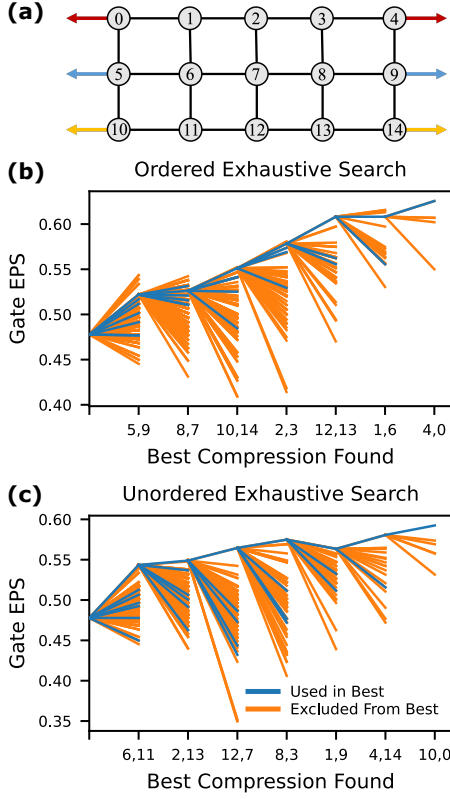 (a)
0 1 2 3 4
5 6 7 8 9
10 11 12 13 14
(b) Ordered Exhaustive Search
Gate EPS
0.60
0.55
0.50
0.45
0.40
5,9 8,7 10,14 2,3 12,13 1,6 4,0
Best Compression Found
(c) Unordered Exhaustive Search
Gate EPS
0.60
0.55
0.50
0.45
0.40
0.35
Used in Best
Excluded From Best
6,11 2,13 12,7 8,3 1,9 4,14 10,0
Best Compression Found